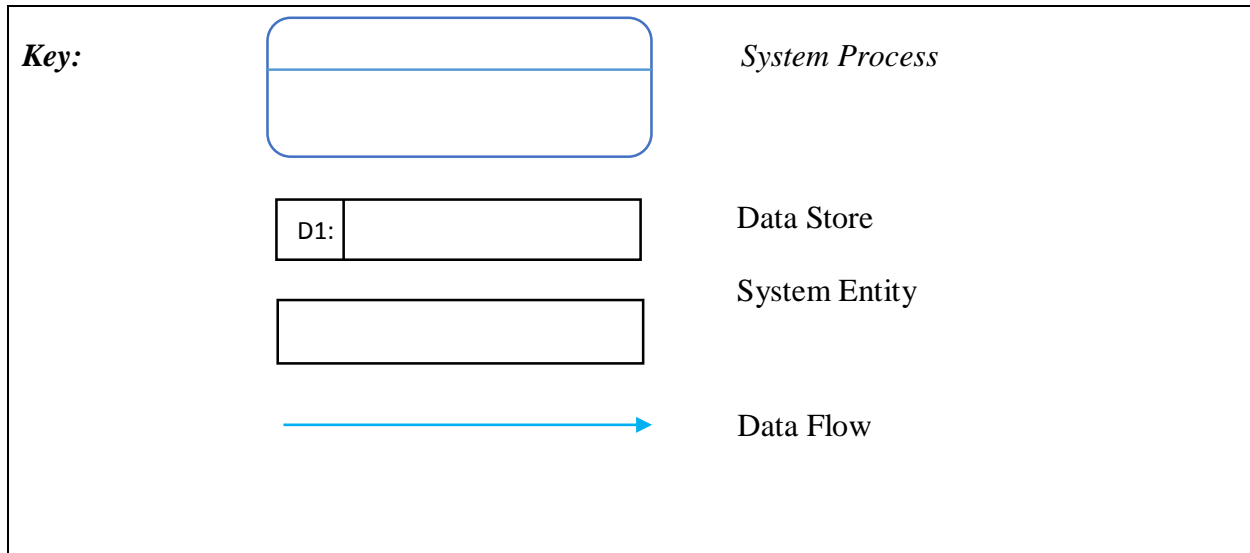 Key:
System Process
D1:
Data Store
System Entity
Data Flow